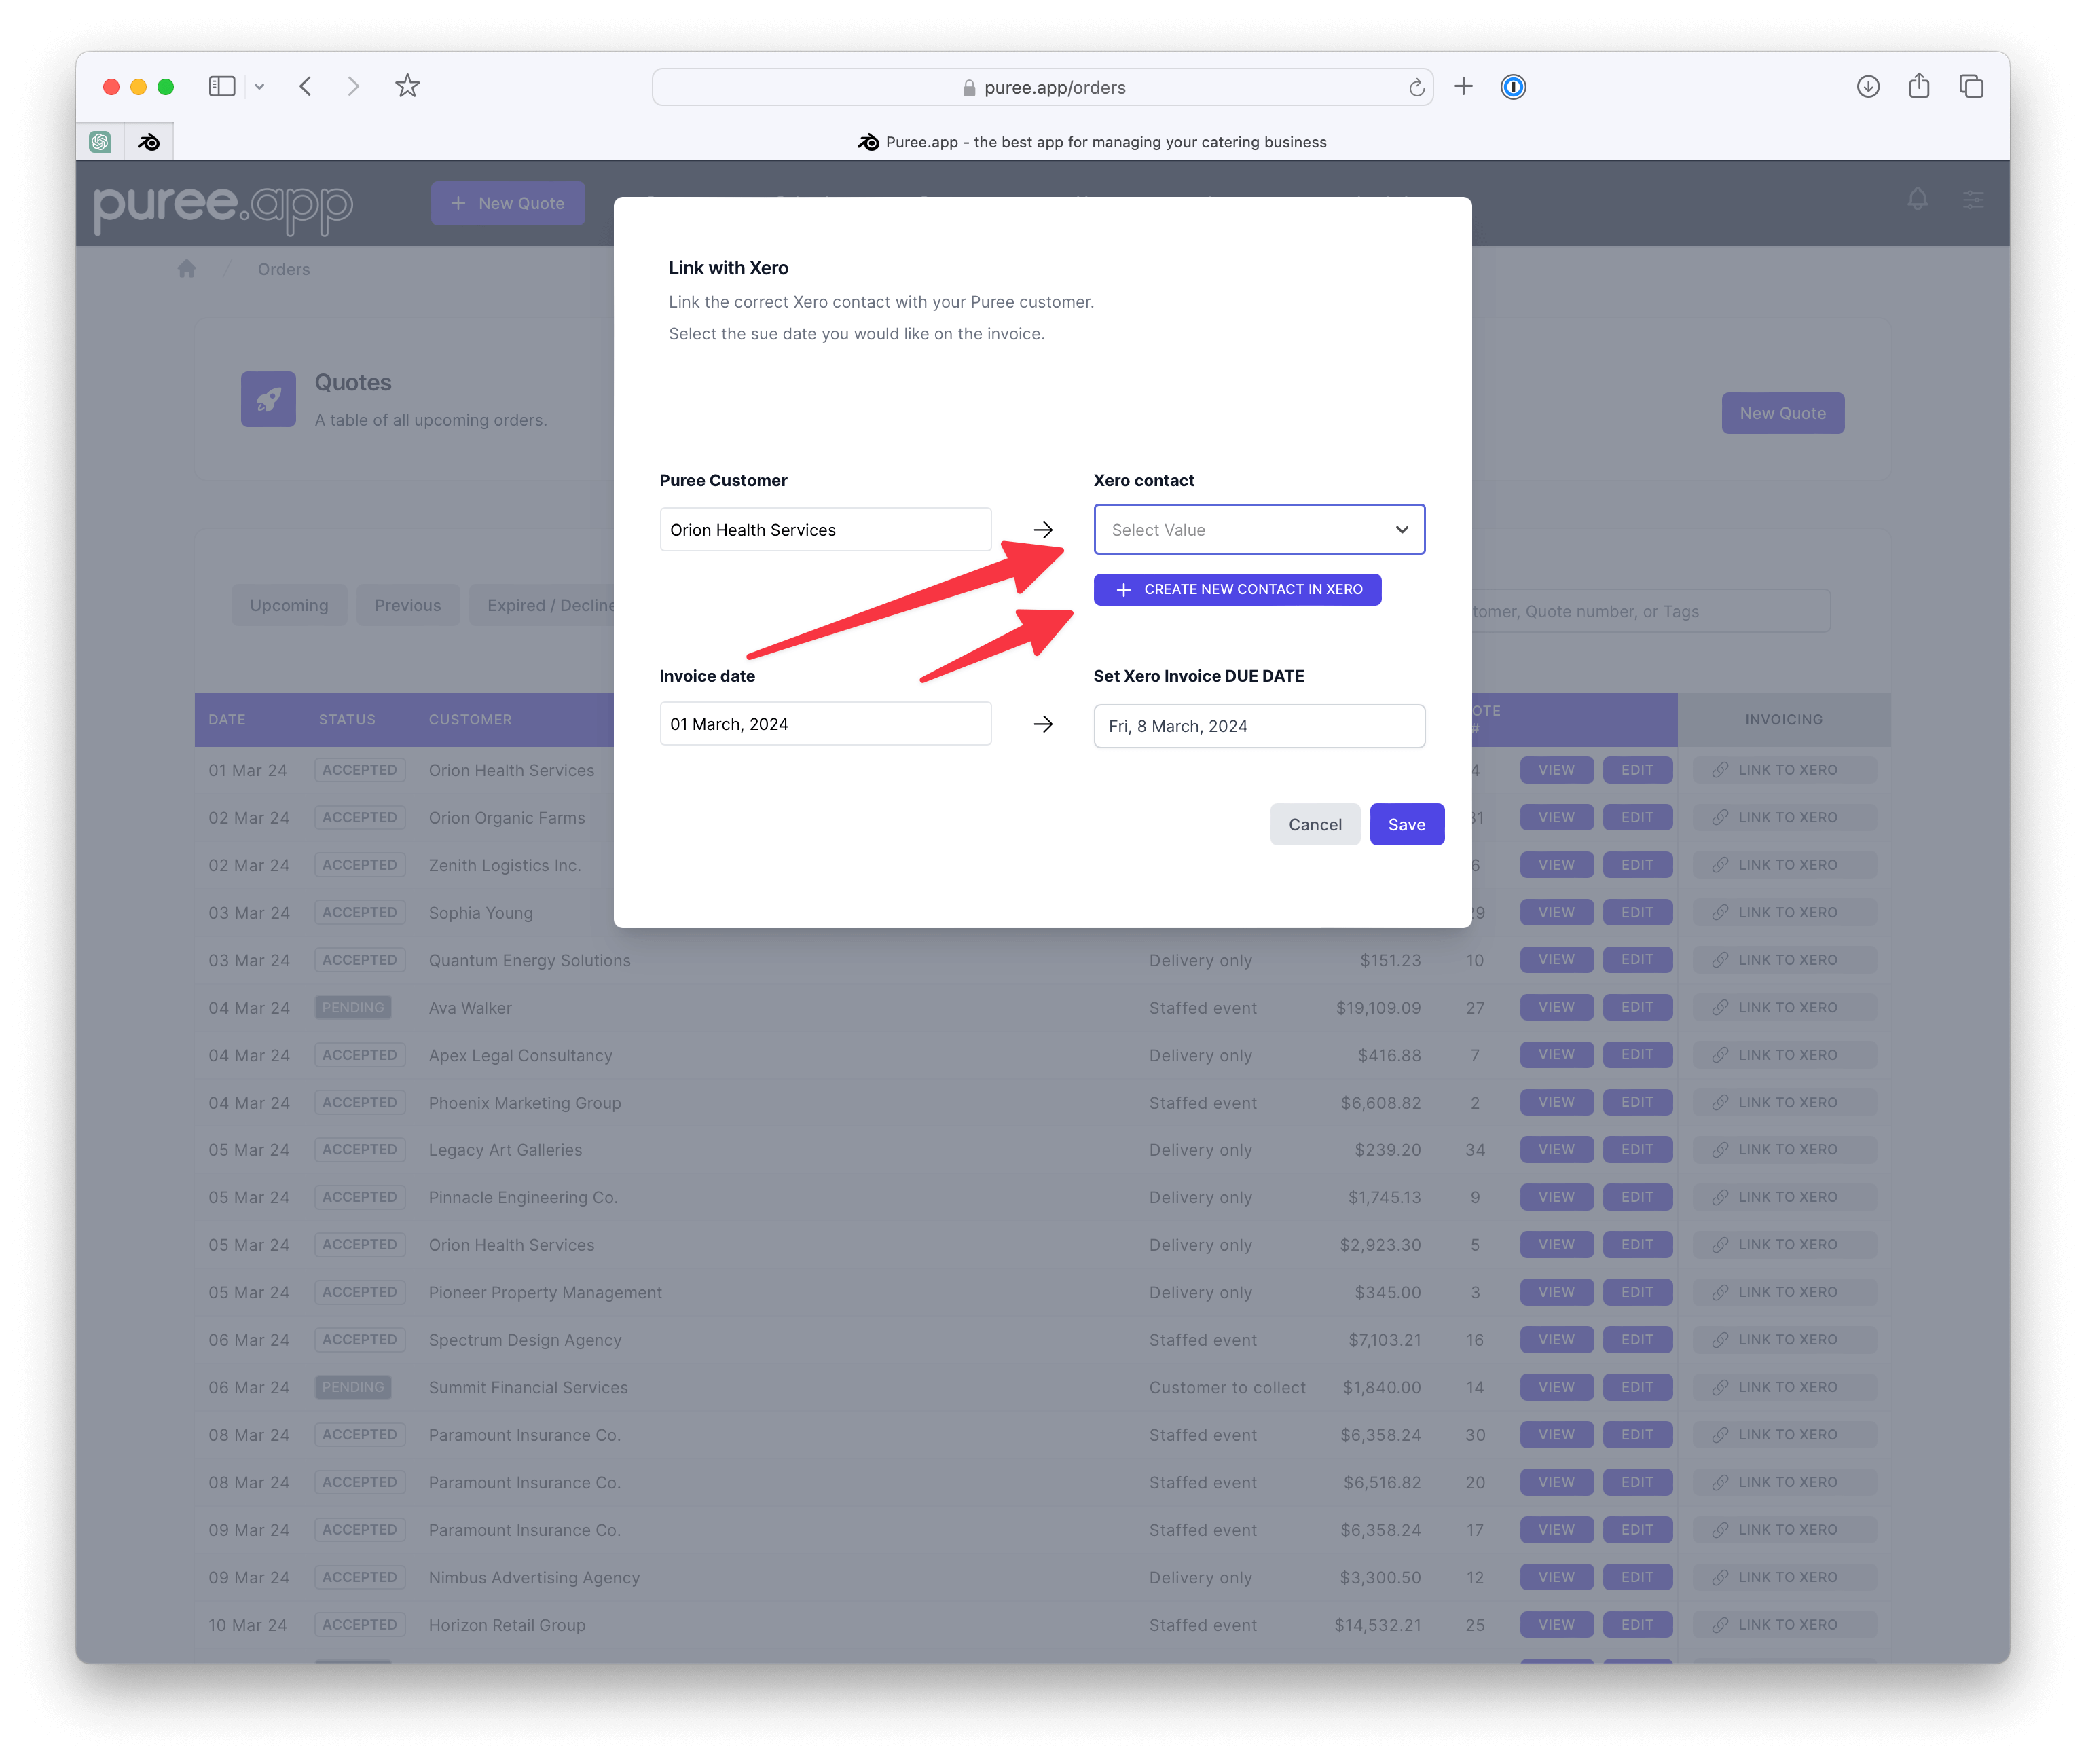 puree.app/orders
Puree.app - the best app for managing your catering business
puree.app
New Quote
Orders
Quotes
A table of all upcoming orders.
New Quote
Link with Xero
Link the correct Xero contact with your Puree customer.
Select the sue date you would like on the invoice.
Puree Customer
Xero contact
Orion Health Services
Select Value
CREATE NEW CONTACT IN XERO
Invoice date
Set Xero Invoice DUE DATE
01 March, 2024
Fri, 8 March, 2024
Cancel
Save
Upcoming
Previous
Expired /
Quote number, or Tags
DATE STATUS CUSTOMER # INVOICING
01 Mar 24 ACCEPTED Orion Health Services VIEW EDIT LINK TO XERO
02 Mar 24 ACCEPTED Orion Organic Farms VIEW EDIT LINK TO XERO
02 Mar 24 ACCEPTED Zenith Logistics Inc. VIEW EDIT LINK TO XERO
03 Mar 24 ACCEPTED Sophia Young VIEW EDIT LINK TO XERO
03 Mar 24 ACCEPTED Quantum Energy Solutions Delivery only $151.23 10 VIEW EDIT LINK TO XERO
04 Mar 24 PENDING Ava Walker Staffed event $19,109.09 27 VIEW EDIT LINK TO XERO
04 Mar 24 ACCEPTED Apex Legal Consultancy Delivery only $416.88 7 VIEW EDIT LINK TO XERO
04 Mar 24 ACCEPTED Phoenix Marketing Group Staffed event $6,608.82 2 VIEW EDIT LINK TO XERO
05 Mar 24 ACCEPTED Legacy Art Galleries Delivery only $239.20 34 VIEW EDIT LINK TO XERO
05 Mar 24 ACCEPTED Pinnacle Engineering Co. Delivery only $1,745.13 9 VIEW EDIT LINK TO XERO
05 Mar 24 ACCEPTED Orion Health Services Delivery only $2,923.30 5 VIEW EDIT LINK TO XERO
05 Mar 24 ACCEPTED Pioneer Property Management Delivery only $345.00 3 VIEW EDIT LINK TO XERO
06 Mar 24 ACCEPTED Spectrum Design Agency Staffed event $7,103.21 16 VIEW EDIT LINK TO XERO
06 Mar 24 PENDING Summit Financial Services Customer to collect $1,840.00 14 VIEW EDIT LINK TO XERO
08 Mar 24 ACCEPTED Paramount Insurance Co. Staffed event $6,358.24 30 VIEW EDIT LINK TO XERO
08 Mar 24 ACCEPTED Paramount Insurance Co. Staffed event $6,516.82 20 VIEW EDIT LINK TO XERO
09 Mar 24 ACCEPTED Paramount Insurance Co. Staffed event $6,358.24 17 VIEW EDIT LINK TO XERO
09 Mar 24 ACCEPTED Nimbus Advertising Agency Delivery only $3,300.50 12 VIEW EDIT LINK TO XERO
10 Mar 24 ACCEPTED Horizon Retail Group Staffed event $14,532.21 25 VIEW EDIT LINK TO XERO